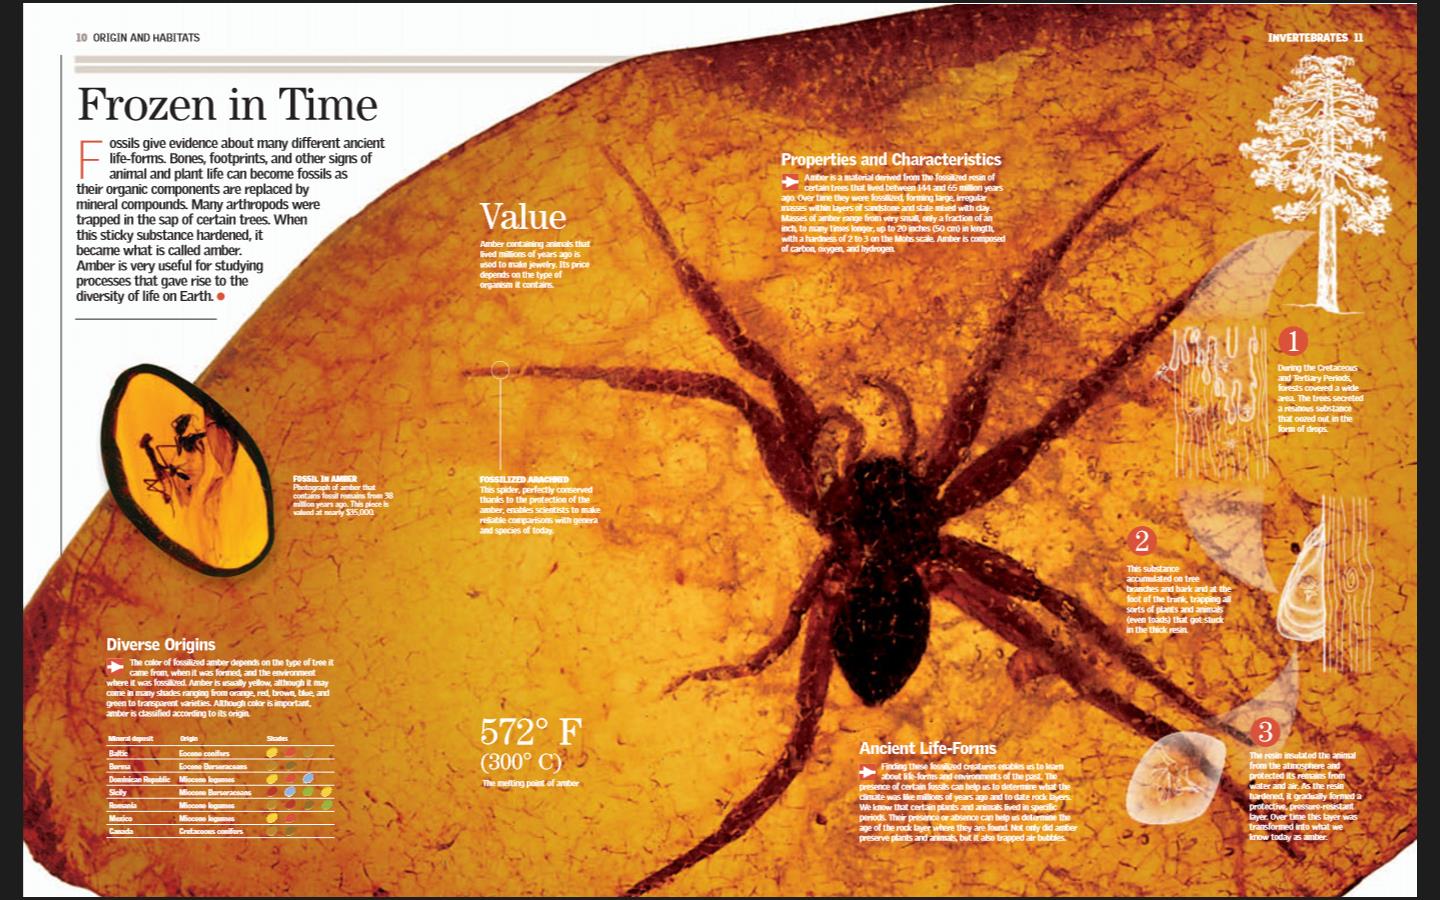 10 ORIGIN AND HABITATS
INVERTEBRATES 11
Frozen in Time
Fossils give evidence about many different ancient
life-forms. Bones, footprints, and other signs of
animal and plant life can become fossils as
their organic components are replaced by
mineral compounds. Many arthropods were
trapped in the sap of certain trees. When
this sticky substance hardened, it
became what is called amber.
Amber is very useful for studying
processes that gave rise to the
diversity of life on Earth.
Value
Amber containing animals that
lived millions of years ago is
used to make jewelry. Its price
depends on the type of
organism it contains.
Properties and Characteristics
Amber is a material derived from the fossilized resin of
certain trees that lived between 144 and 65 million years
ago. Over time they were fossilized, forming large, irregular
masses within layers of sandstone and slate mixed with clay.
Masses of amber range from very small, only a fraction of an
inch, to many times longer, up to 20 inches (50 cm) in length,
with a hardness of 2 to 3 on the Mohs scale. Amber is composed
of carbon, oxygen, and hydrogen.
FOSSIL IN AMBER
Photograph of amber that
contains fossil remains from 38
million years ago. This piece is
valued at nearly $35,000.
FOSSILIZED ARACHNID
This spider, perfectly conserved
thanks to the protection of the
amber, enables scientists to make
reliable comparisons with genera
and species of today.
1
During the Cretaceous
and Tertiary Periods,
forests covered a wide
area. The trees secreted
a resinous substance
that oozed out in the
form of drops.
2
This substance
accumulated on tree
branches and bark and at the
foot of the trunk, trapping all
sorts of plants and animals
(even toads) that got stuck
in the thick resin.
3
The resin insulated the animal
from the atmosphere and
protected its remains from
water and air. As the resin
hardened, it gradually formed a
protective, pressure-resistant
layer. Over time this layer was
transformed into what we
know today as amber.
Diverse Origins
The color of fossilized amber depends on the type of tree it
came from, when it was formed, and the environment
where it was fossilized. Amber is usually yellow, although it may
come in many shades ranging from orange, red, brown, blue, and
green to transparent varieties. Although color is important,
amber is classified according to its origin.
Mineral deposit Origin Shades
Baltic Eocene conifers
Burma Eocene Burseraceans
Dominican Republic Miocene legumes
Sicily Miocene Burseraceans
Romania Miocene legumes
Mexico Miocene legumes
Canada Cretaceous conifers
572° F
(300° C)
The melting point of amber
Ancient Life-Forms
Finding these fossilized creatures enables us to learn
about life-forms and environments of the past. The
presence of certain fossils can help us to determine what the
climate was like millions of years ago and to date rock layers.
We know that certain plants and animals lived in specific
periods. Their presence or absence can help us determine the
age of the rock layer where they are found. Not only did amber
preserve plants and animals, but it also trapped air bubbles.